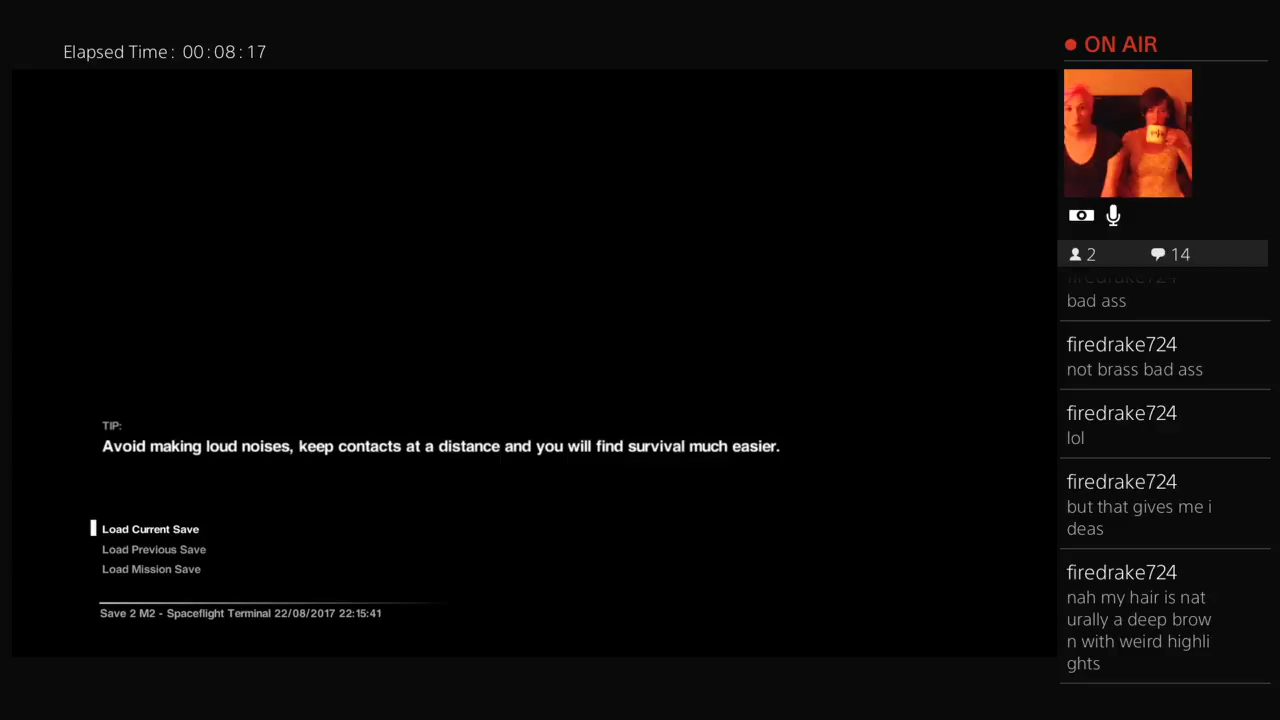 Elapsed Time: 00:08:17
ON AIR
2
14
firedrake724
bad ass
firedrake724
not brass bad ass
firedrake724
lol
firedrake724
but that gives me i
deas
firedrake724
nah my hair is nat
urally a deep brow
n with weird highli
ghts
TIP:
Avoid making loud noises, keep contacts at a distance and you will find survival much easier.
Load Current Save
Load Previous Save
Load Mission Save
Save 2 M2 - Spaceflight Terminal 22/08/2017 22:15:41